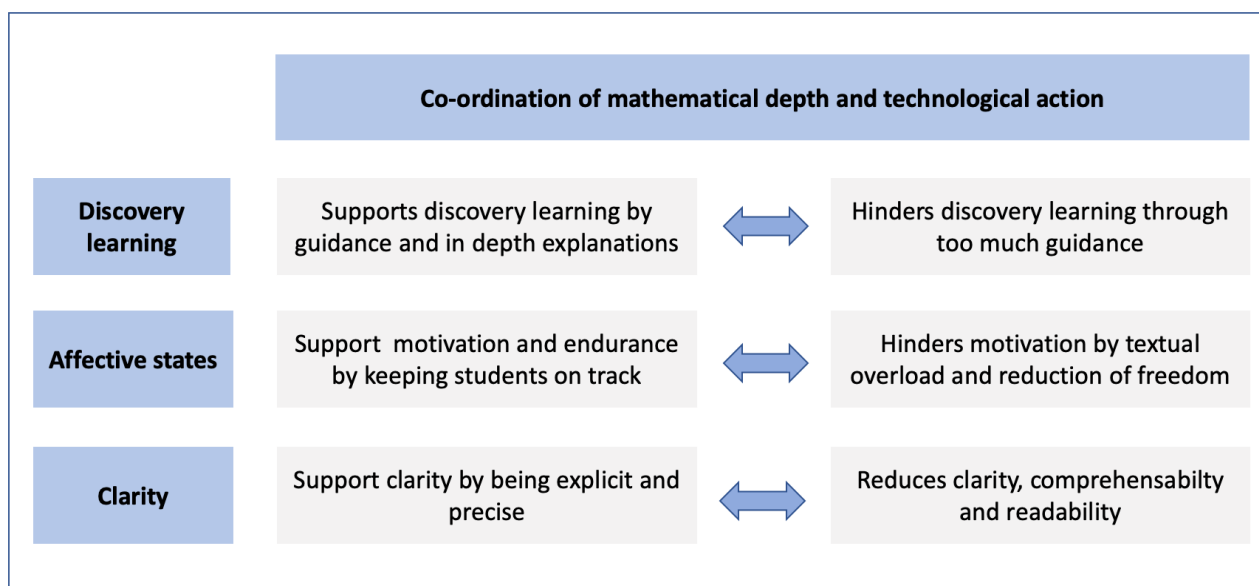 Co-ordination of mathematical depth and technological action
Discovery
learning
Supports discovery learning by
guidance and in depth explanations
Hinders discovery learning through
too much guidance
Affective states
Support  motivation and endurance
by keeping students on track
Hinders motivation by textual
overload and reduction of freedom
Clarity
Support clarity by being explicit and
precise
Reduces clarity, comprehensabilty
and readability